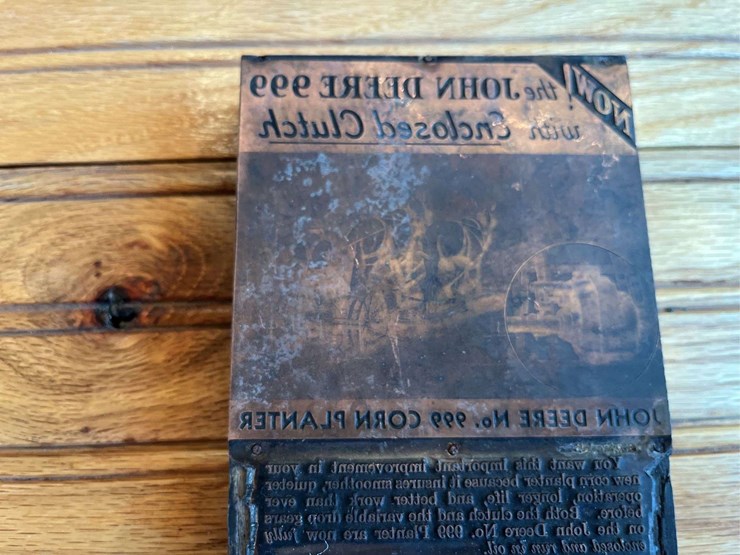 NOW!
the JOHN DEERE 999
with Enclosed Clutch
JOHN DEERE No. 999 CORN PLANTER
You want this important improvement in your
new corn planter because it insures smoother, quieter
operation, longer life, and better work than ever
before. Both the clutch and the variable drop gears
on the John Deere No. 999 Planter are now fully
enclosed and run in oil.